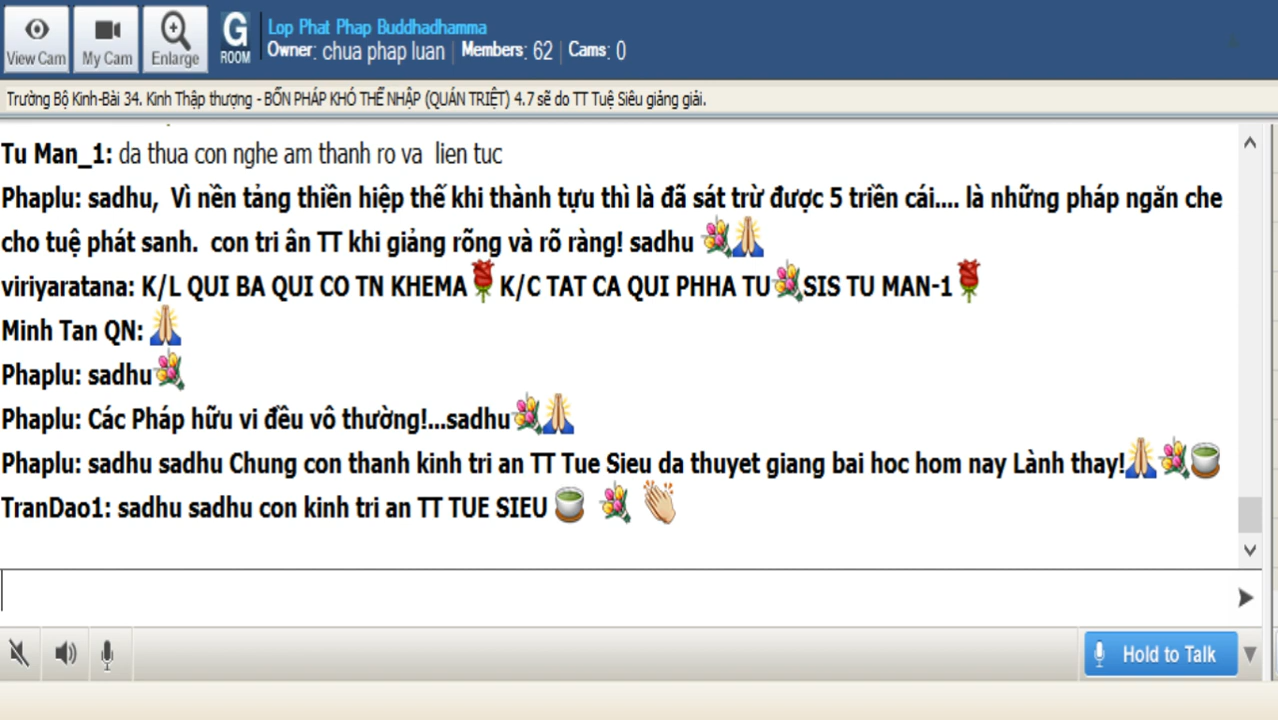 View Cam
My Cam
Enlarge
G
ROOM
Lop Phat Phap Buddhadhamma
Owner: chua phap luan | Members: 62 | Cams: 0
Trường Bộ Kinh-Bài 34. Kinh Thập thượng - BỐN PHÁP KHÓ THỂ NHẬP (QUÁN TRIỆT) 4.7 sẽ do TT Tuệ Siêu giảng giải.
Tu Man_1: da thua con nghe am thanh ro va lien tuc
Phaplu: sadhu, Vì nền tảng thiền hiệp thế khi thành tựu thì là đã sát trừ được 5 triền cái.... là những pháp ngăn che
cho tuệ phát sanh. con tri ân TT khi giảng rõng và rõ ràng! sadhu
viriyaratana: K/L QUI BA QUI CO TN KHEMA K/C TAT CA QUI PHHA TU SIS TU MAN-1
Minh Tan QN:
Phaplu: sadhu
Phaplu: Các Pháp hữu vi đều vô thường!...sadhu
Phaplu: sadhu sadhu Chung con thanh kinh tri an TT Tue Sieu da thuyet giang bai hoc hom nay Lành thay!
TranDao1: sadhu sadhu con kinh tri an TT TUE SIEU
Hold to Talk